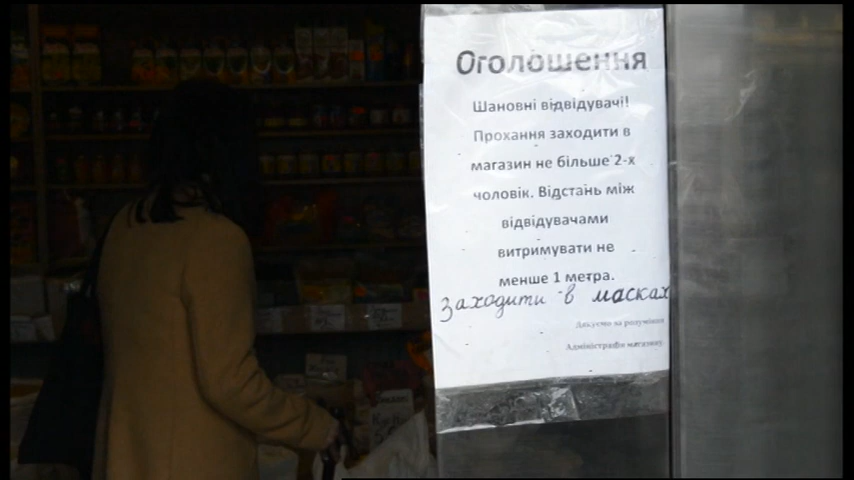 Оголошення
Шановні відвідувачі!
Прохання заходити в
магазин не більше 2-х
чоловік. Відстань між
відвідувачами
витримувати не
менше 1 метра.
Заходити в масках
Дякуємо за розуміння
Адміністрація магазину